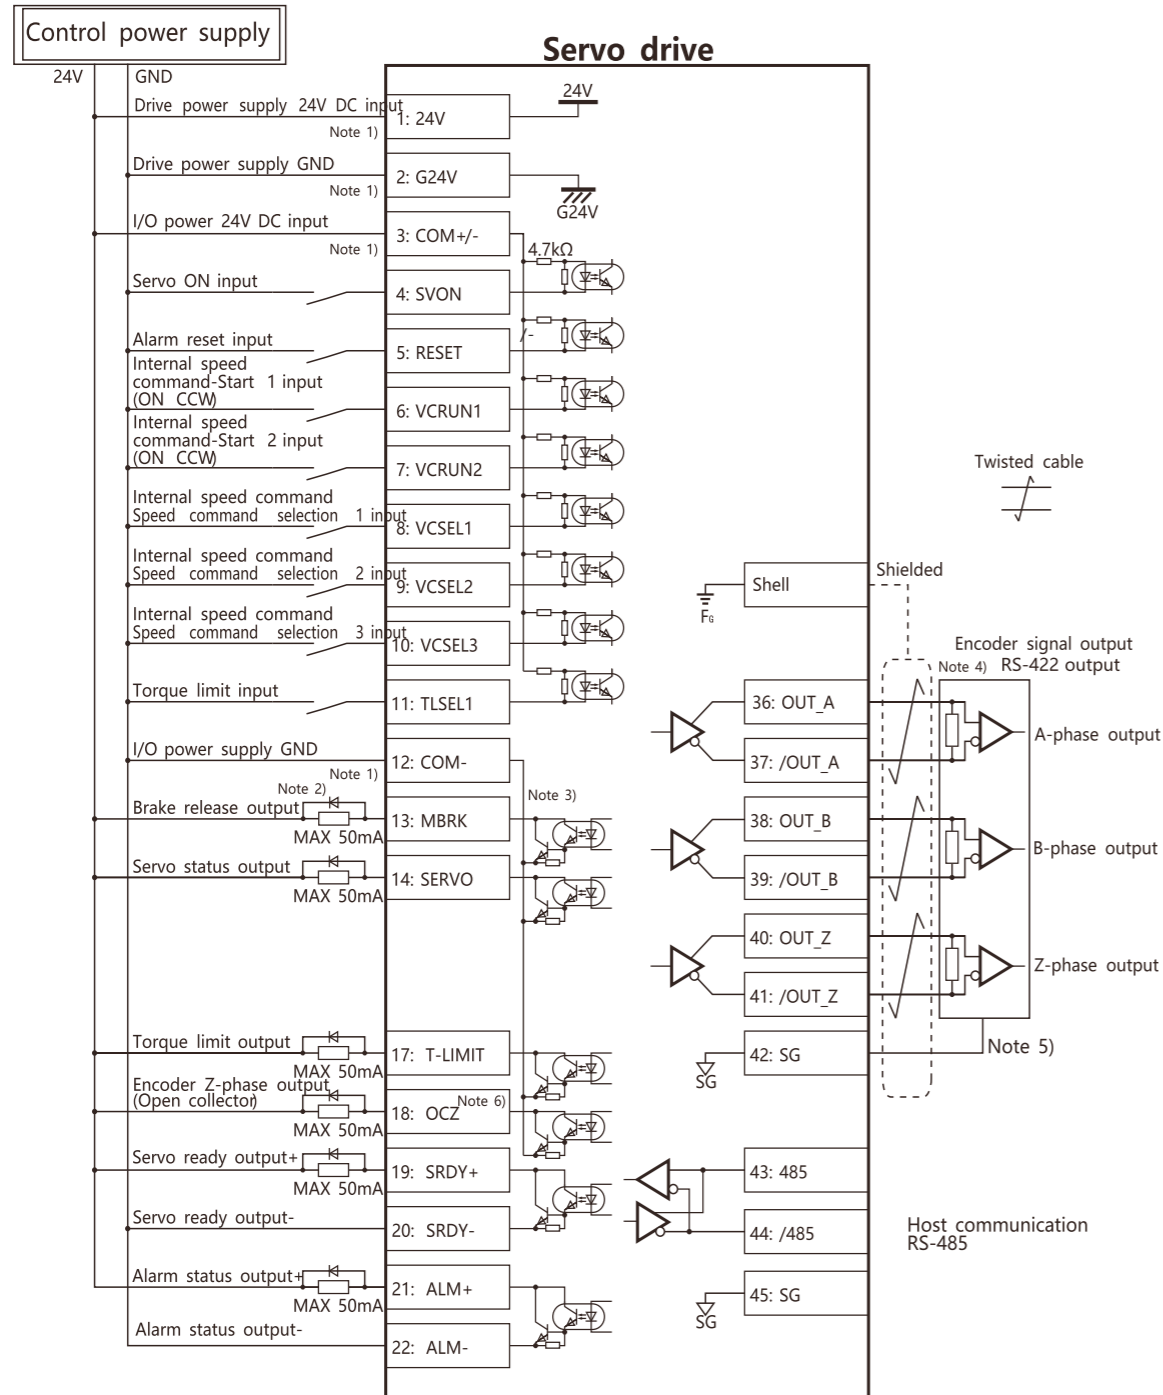 Control power supply
Servo drive
24V
GND
24V
Drive power supply 24V DC input
1: 24V
Note 1)
Drive power supply GND
2: G24V
Note 1)
G24V
I/O power 24V DC input
3: COM+/-
Note 1)
4.7kΩ
Servo ON input
4: SVON
/-
Alarm reset input
5: RESET
Internal speed
command-Start 1 input
(ON CCW)
6: VCRUN1
Internal speed
command-Start 2 input
(ON CCW)
7: VCRUN2
Twisted cable
Internal speed command
Speed command selection 1 input
8: VCSEL1
Internal speed command
Speed command selection 2 input
9: VCSEL2
Shell
Shielded
FG
Internal speed command
Speed command selection 3 input
10: VCSEL3
Encoder signal output
Note 4) RS-422 output
Torque limit input
11: TLSEL1
36: OUT_A
A-phase output
I/O power supply GND
12: COM-
Note 1)
37: /OUT_A
Note 2)
Note 3)
Brake release output
MAX 50mA
13: MBRK
38: OUT_B
B-phase output
Servo status output
MAX 50mA
14: SERVO
39: /OUT_B
40: OUT_Z
Z-phase output
41: /OUT_Z
Torque limit output
MAX 50mA
17: T-LIMIT
42: SG
SG
Note 5)
Encoder Z-phase output
(Open collector)
MAX 50mA
18: OCZ Note 6)
Servo ready output+
MAX 50mA
19: SRDY+
43: 485
Servo ready output-
20: SRDY-
44: /485
Host communication
RS-485
Alarm status output+
MAX 50mA
21: ALM+
45: SG
SG
Alarm status output-
22: ALM-